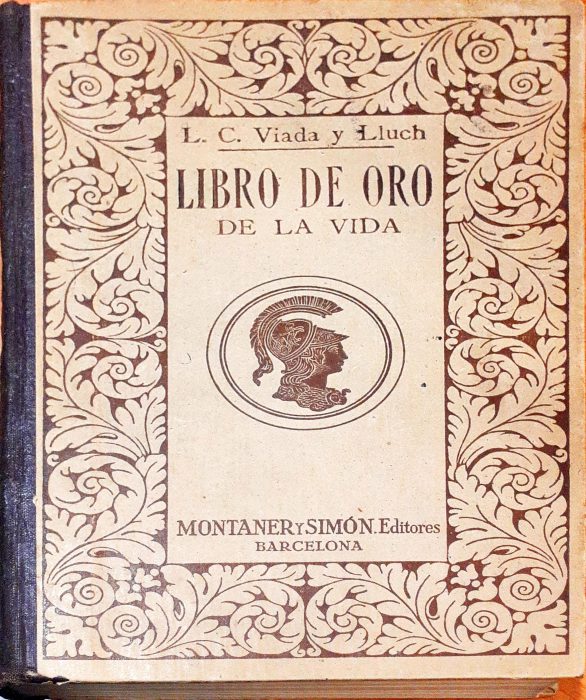 L. C. Viada y Lluch
LIBRO DE ORO
DE LA VIDA
MONTANER Y SIMÓN. Editores
BARCELONA